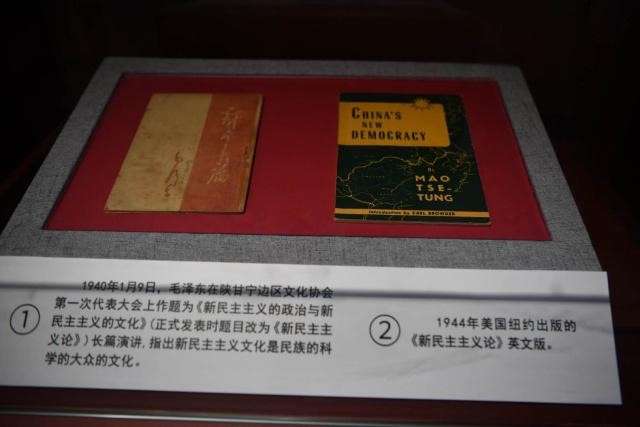 CHINA'S
NEW
DEMOCRACY
By
MAO
TSE-
TUNG
Introduction by EARL BROWDER
① 1940年1月9日，毛泽东在陕甘宁边区文化协会
第一次代表大会上作题为《新民主主义的政治与新
民主主义的文化》（正式发表时题目改为《新民主主
义论》）长篇演讲，指出新民主主义文化是民族的科
学的大众的文化。
② 1944年美国纽约出版的
《新民主主义论》英文版。